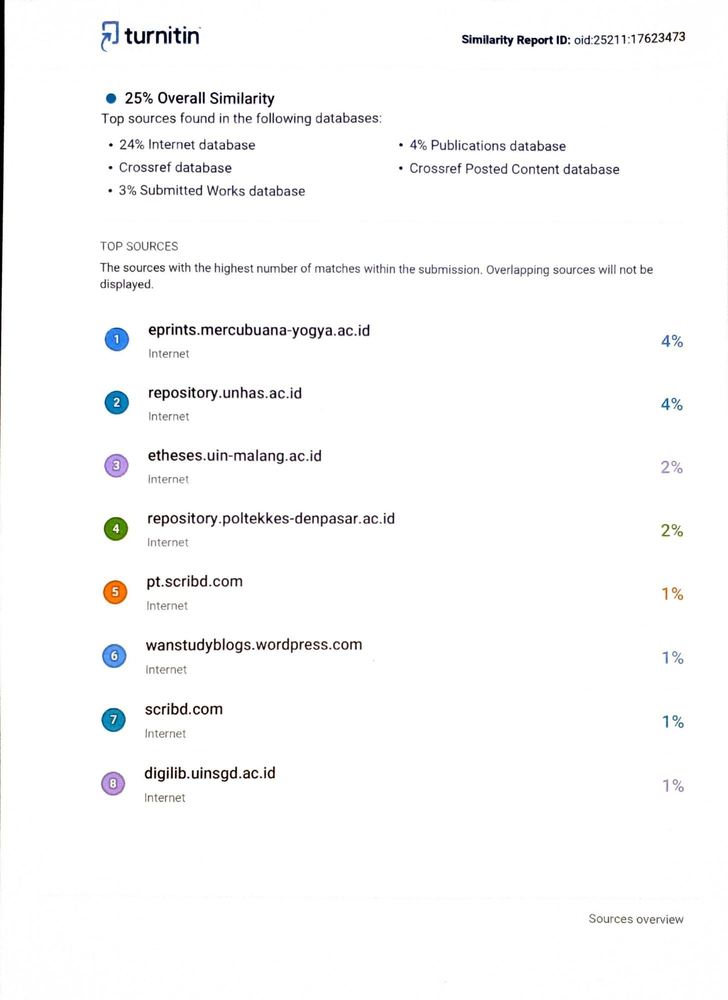 turnitin
Similarity Report ID: oid:25211:17623473
25% Overall Similarity
Top sources found in the following databases:
• 24% Internet database
• 4% Publications database
• Crossref database
• Crossref Posted Content database
• 3% Submitted Works database
TOP SOURCES
The sources with the highest number of matches within the submission. Overlapping sources will not be
displayed.
1
eprints.mercubuana-yogya.ac.id
4%
Internet
2
repository.unhas.ac.id
4%
Internet
3
etheses.uin-malang.ac.id
2%
Internet
4
repository.poltekkes-denpasar.ac.id
2%
Internet
5
pt.scribd.com
1%
Internet
6
wanstudyblogs.wordpress.com
1%
Internet
7
scribd.com
1%
Internet
8
digilib.uinsgd.ac.id
1%
Internet
Sources overview